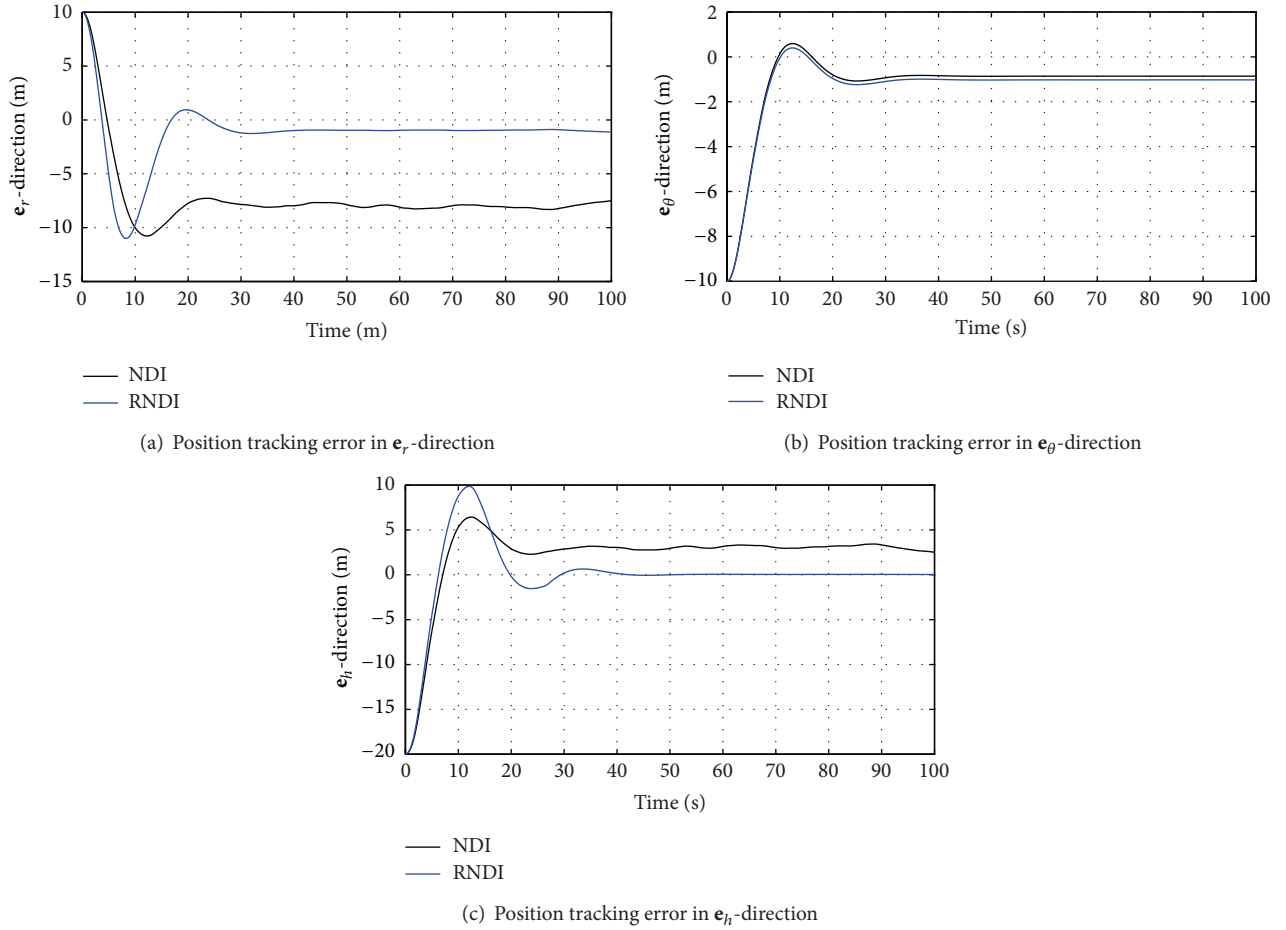 10
5
0
−5
−10
−15
0 10 20 30 40 50 60 70 80 90 100
e_r-direction (m)
Time (m)
NDI
RNDI
(a) Position tracking error in e_r-direction
2
0
−2
−4
−6
−8
−10
0 10 20 30 40 50 60 70 80 90 100
e_θ-direction (m)
Time (s)
NDI
RNDI
(b) Position tracking error in e_θ-direction
10
5
0
−5
−10
−15
−20
0 10 20 30 40 50 60 70 80 90 100
e_h-direction (m)
Time (s)
NDI
RNDI
(c) Position tracking error in e_h-direction